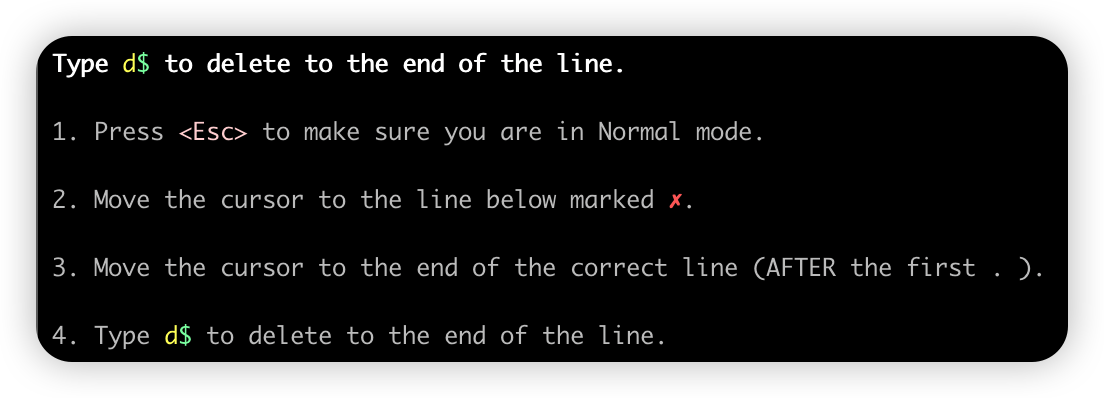 Type d$ to delete to the end of the line.
1. Press <Esc> to make sure you are in Normal mode.
2. Move the cursor to the line below marked ✗.
3. Move the cursor to the end of the correct line (AFTER the first . ).
4. Type d$ to delete to the end of the line.